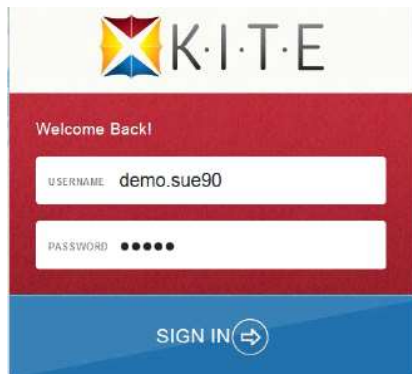 K·I·T·E
Welcome Back!
USERNAME demo.sue90
PASSWORD •••••
SIGN IN